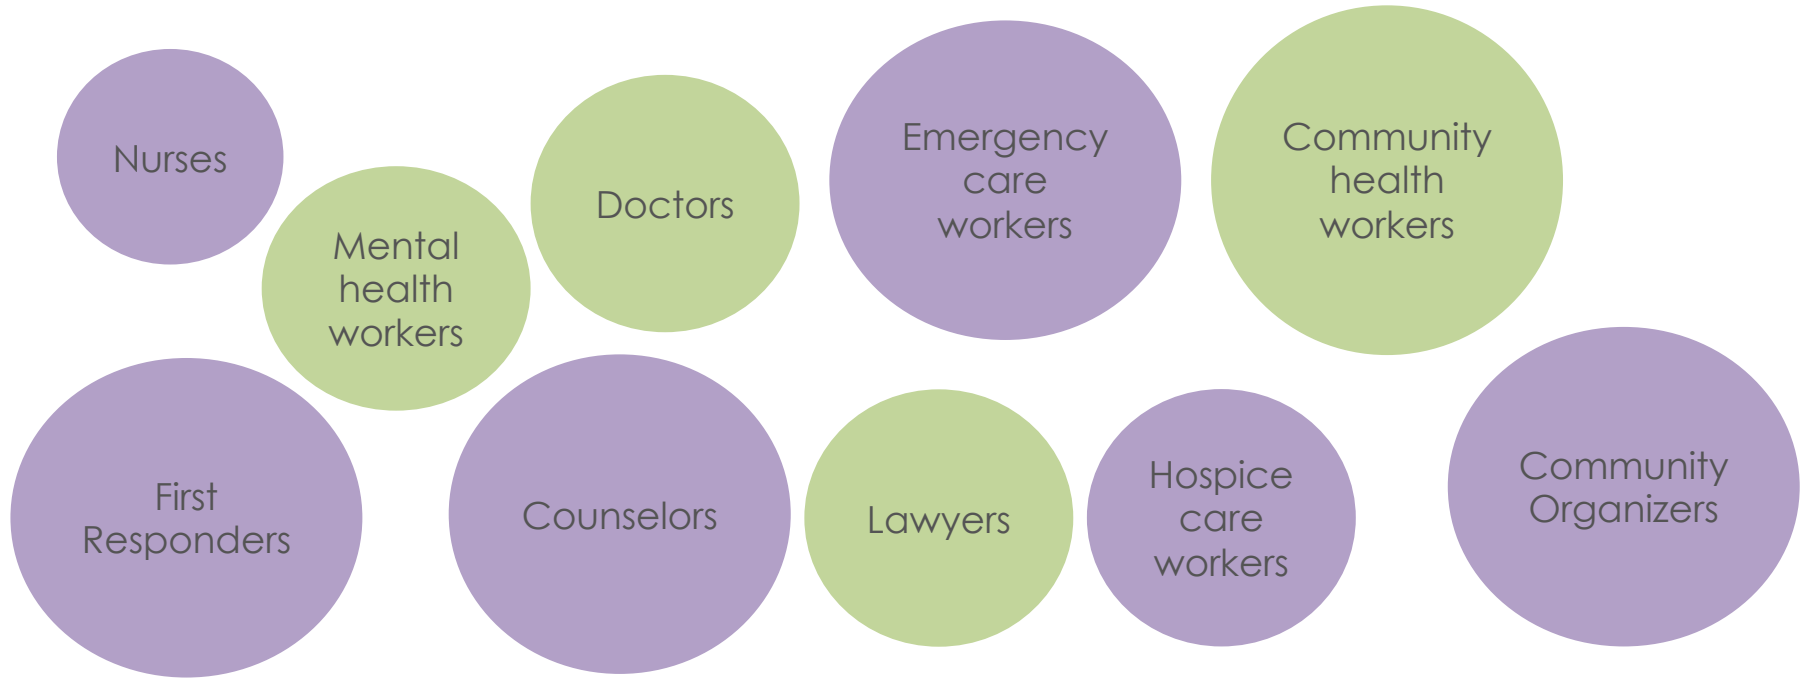 Nurses
Mental
health
workers
Doctors
Emergency
care
workers
Community
health
workers
First
Responders
Counselors
Lawyers
Hospice
care
workers
Community
Organizers